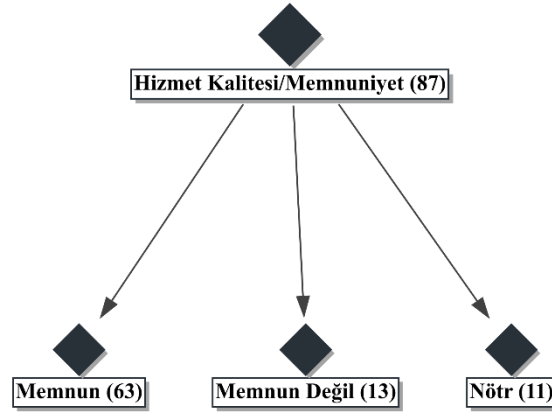 Hizmet Kalitesi/Memnuniyet (87)
Memnun (63)
Memnun Değil (13)
Nötr (11)